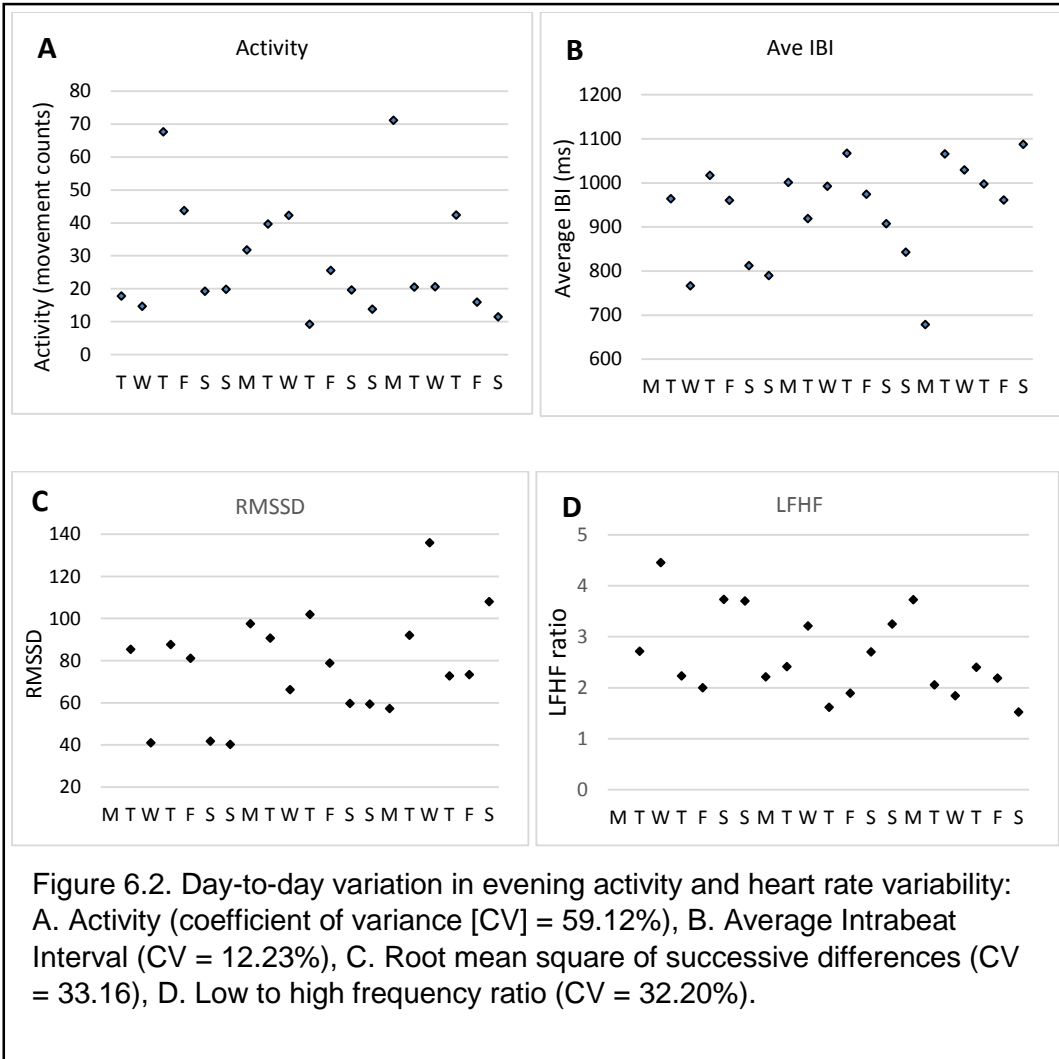 A
Activity
Activity (movement counts)
80
70
60
50
40
30
20
10
0
T W T F S S M T W T F S S M T W T F S
B
Ave IBI
Average IBI (ms)
1200
1100
1000
900
800
700
600
M T W T F S S M T W T F S S M T W T F S
C
RMSSD
RMSSD
140
120
100
80
60
40
20
M T W T F S S M T W T F S S M T W T F S
D
LFHF
LFHF ratio
5
4
3
2
1
0
M T W T F S S M T W T F S S M T W T F S
Figure 6.2. Day-to-day variation in evening activity and heart rate variability:
A. Activity (coefficient of variance [CV] = 59.12%), B. Average Intrabeat
Interval (CV = 12.23%), C. Root mean square of successive differences (CV
= 33.16), D. Low to high frequency ratio (CV = 32.20%).